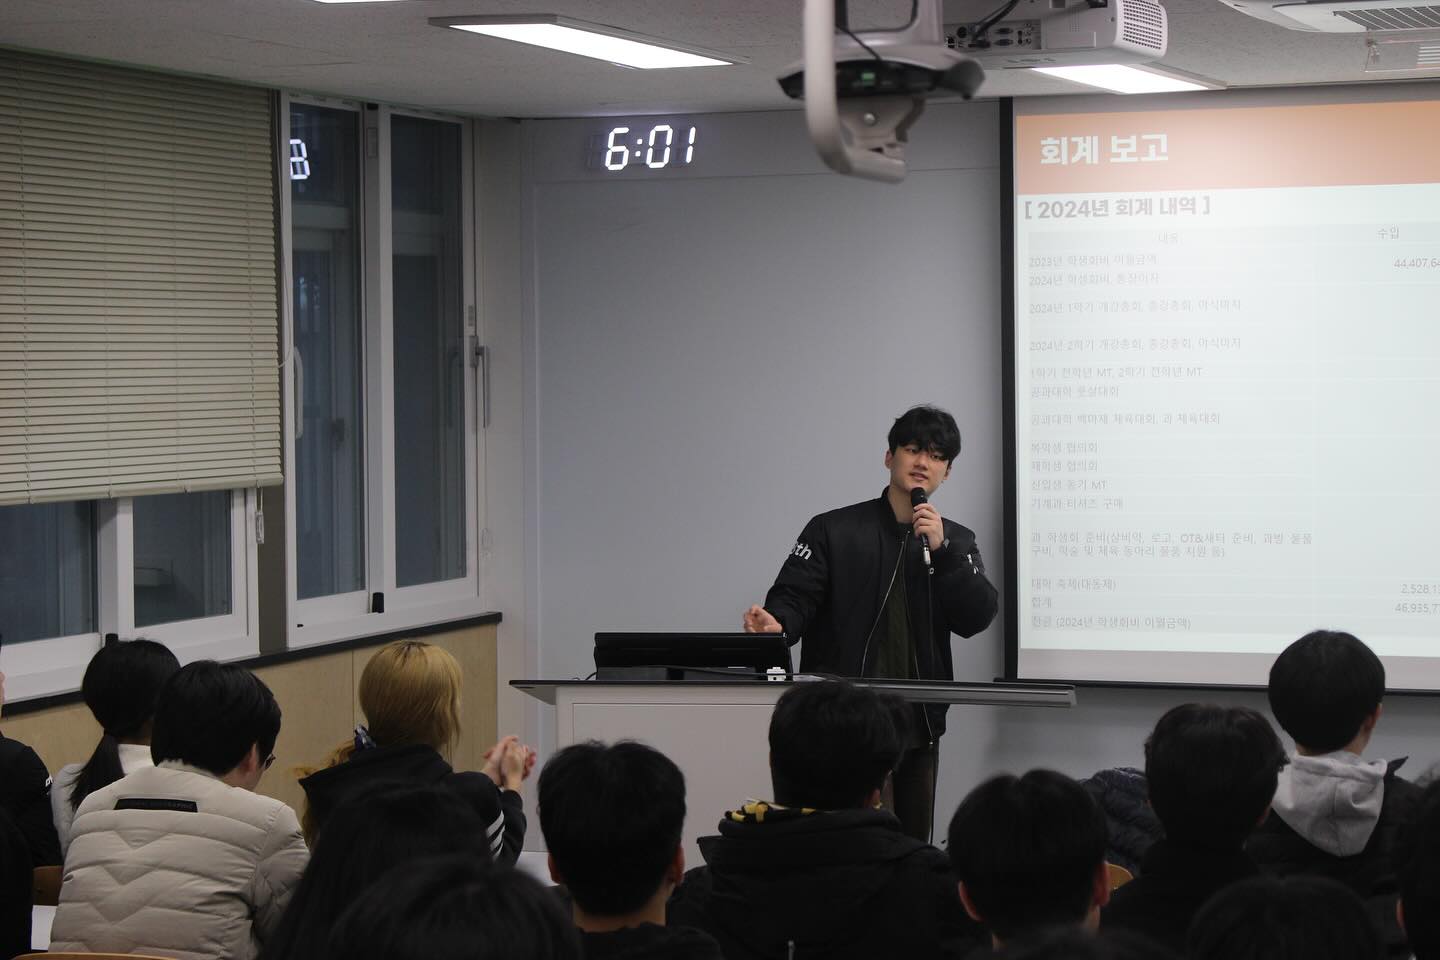 6:01
회계 보고
[ 2024년 회계 내역 ]
내용 수입
2023년 학생회비 이월금액 44,407,64
2024년 학생회비, 통장이자
2024년 1학기 개강총회, 종강총회, 야식마차
2024년 2학기 개강총회, 종강총회, 야식마차
1학기 전학년 MT, 2학기 전학년 MT
공과대학 풋살대회
공과대학 백마제 체육대회, 과 체육대회
복학생 협의회
재학생 협의회
신입생 동기 MT
기계과 티셔츠 구매
과 학생회 준비(상비약, 로고, OT&새터 준비, 과방 물품
구비, 학술 및 체육 동아리 물품 지원 등)
대학 축제(대동제) 2,528,13
합계 46,935,77
잔금 (2024년 학생회비 이월금액)
th